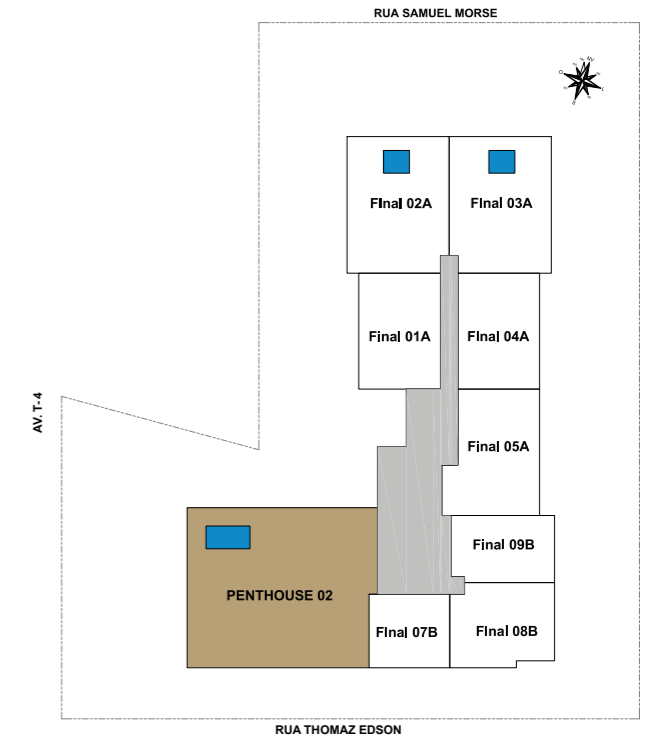 RUA SAMUEL MORSE
FInal 02A
FInal 03A
Final 01A
FInal 04A
AV. T-4
Final 05A
Final 09B
PENTHOUSE 02
FInal 07B
FInal 08B
RUA THOMAZ EDSON